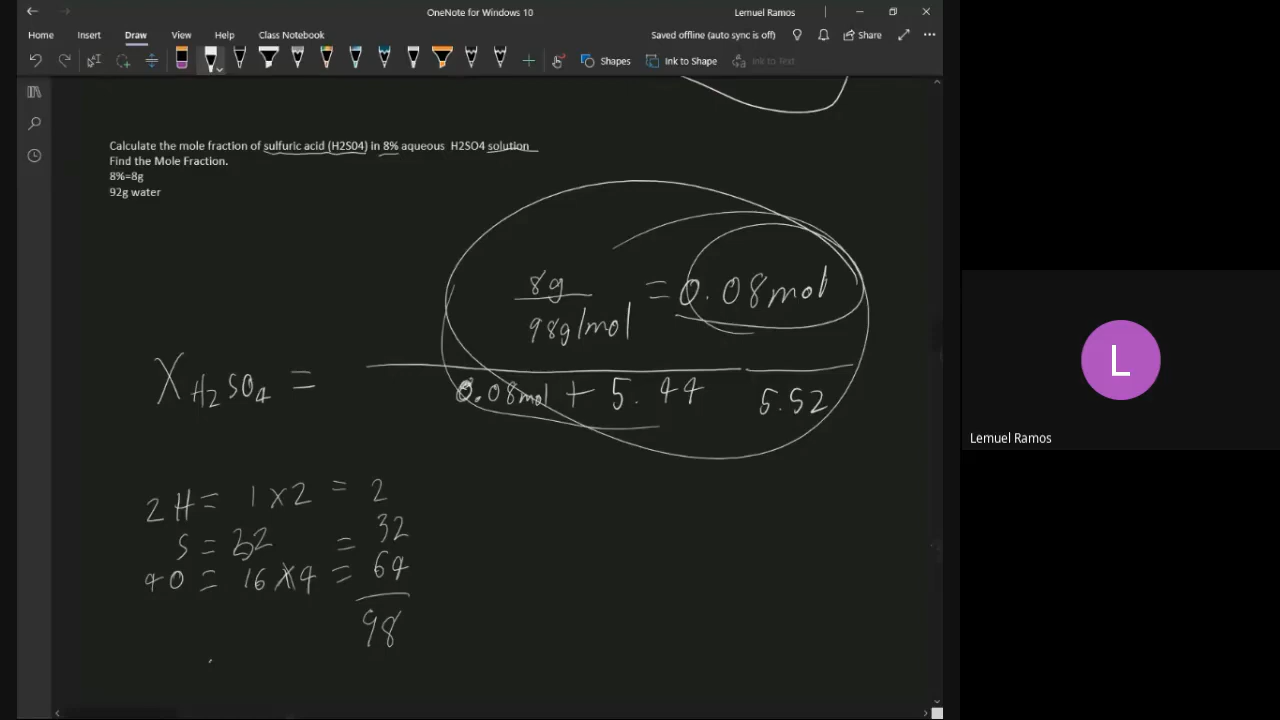 OneNote for Windows 10
Lemuel Ramos
Home Insert Draw View Help Class Notebook
Saved offline (auto sync is off)
Share
Shapes
Ink to Shape
Ink to Text
Calculate the mole fraction of sulfuric acid (H2SO4) in 8% aqueous H2SO4 solution
Find the Mole Fraction.
8%=8g
92g water
8g
98g/mol
= 0.08mol
X H2SO4 =
0.08mol + 5.44
5.52
2H = 1x2 = 2
S = 32 = 32
4O = 16x4 = 64
98
L
Lemuel Ramos